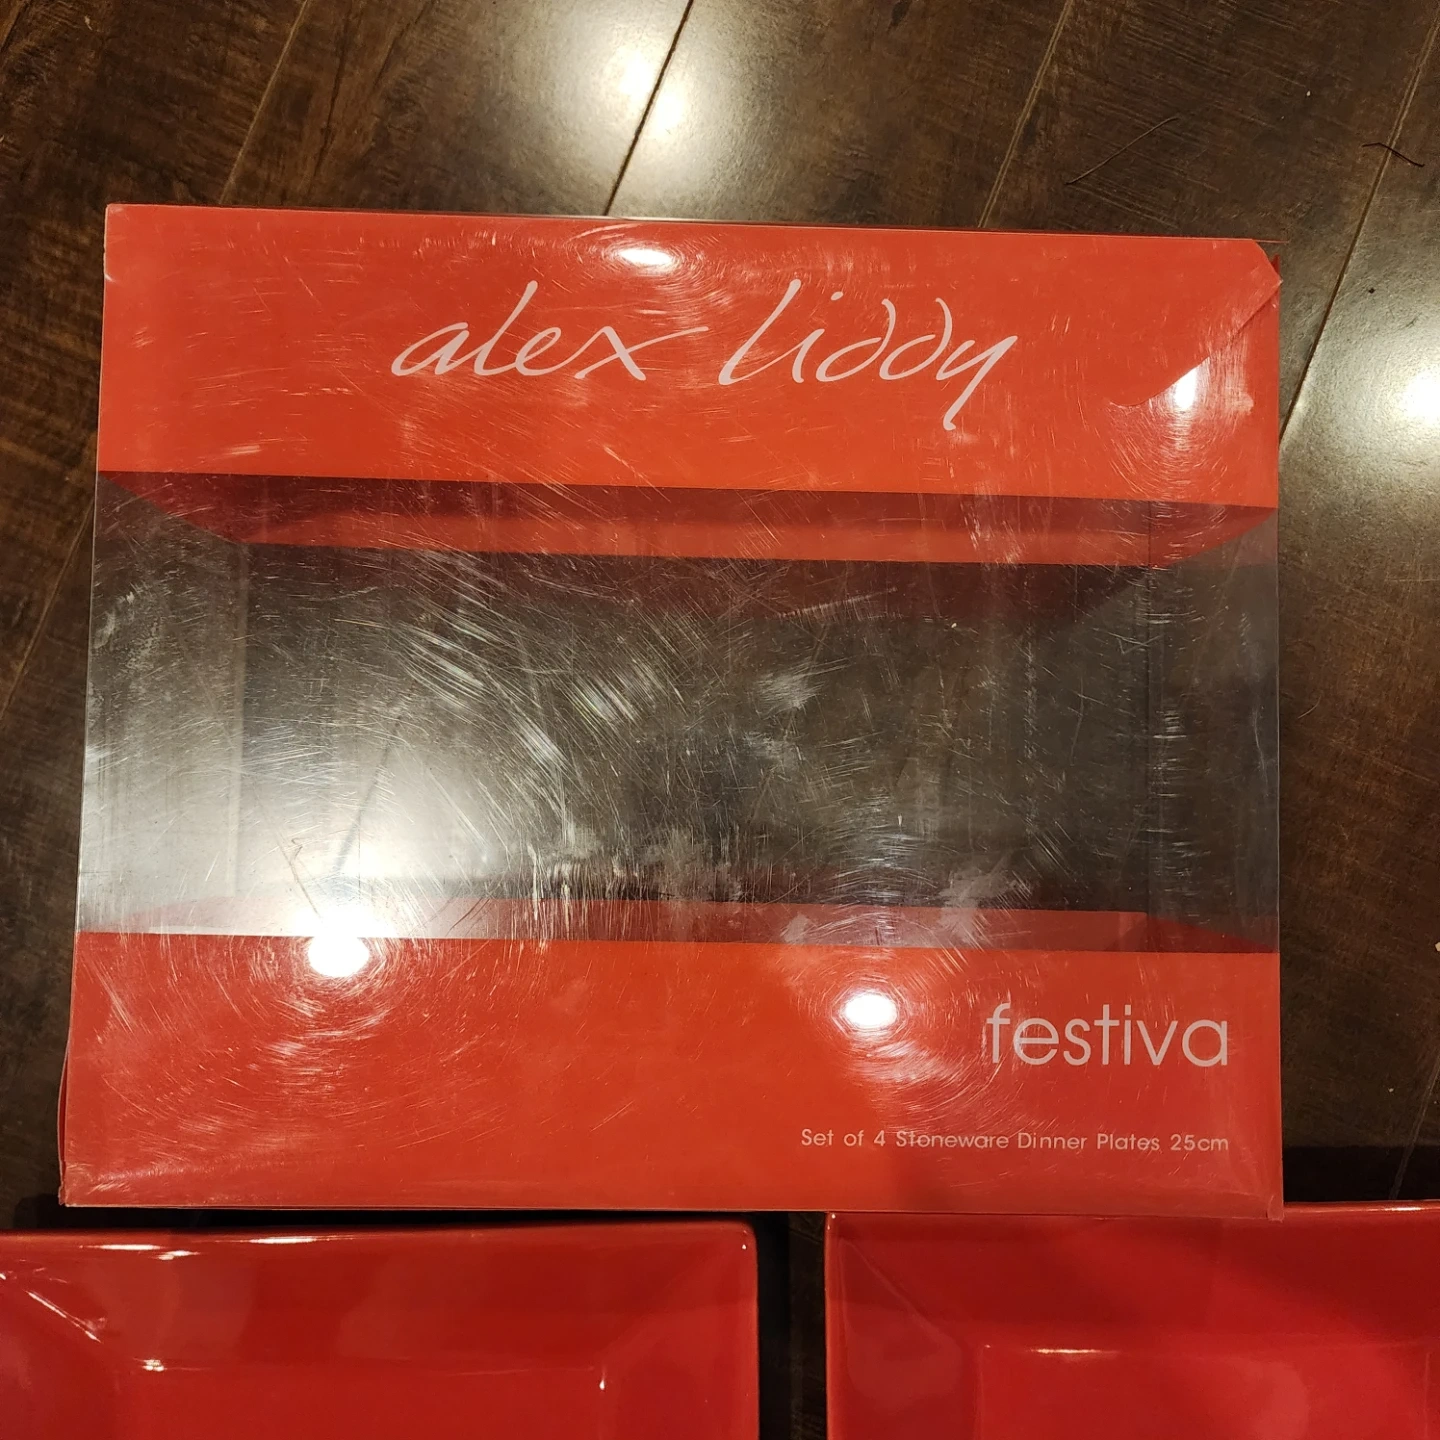 alex liddy
festiva
Set of 4 Stoneware Dinner Plates 25cm